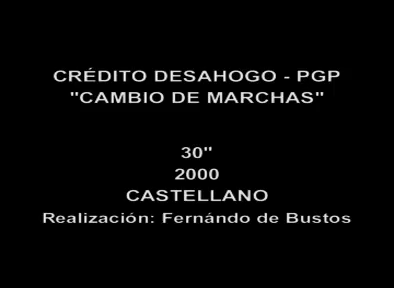 CRÉDITO DESAHOGO - PGP
"CAMBIO DE MARCHAS"
30"
2000
CASTELLANO
Realización: Fernándo de Bustos